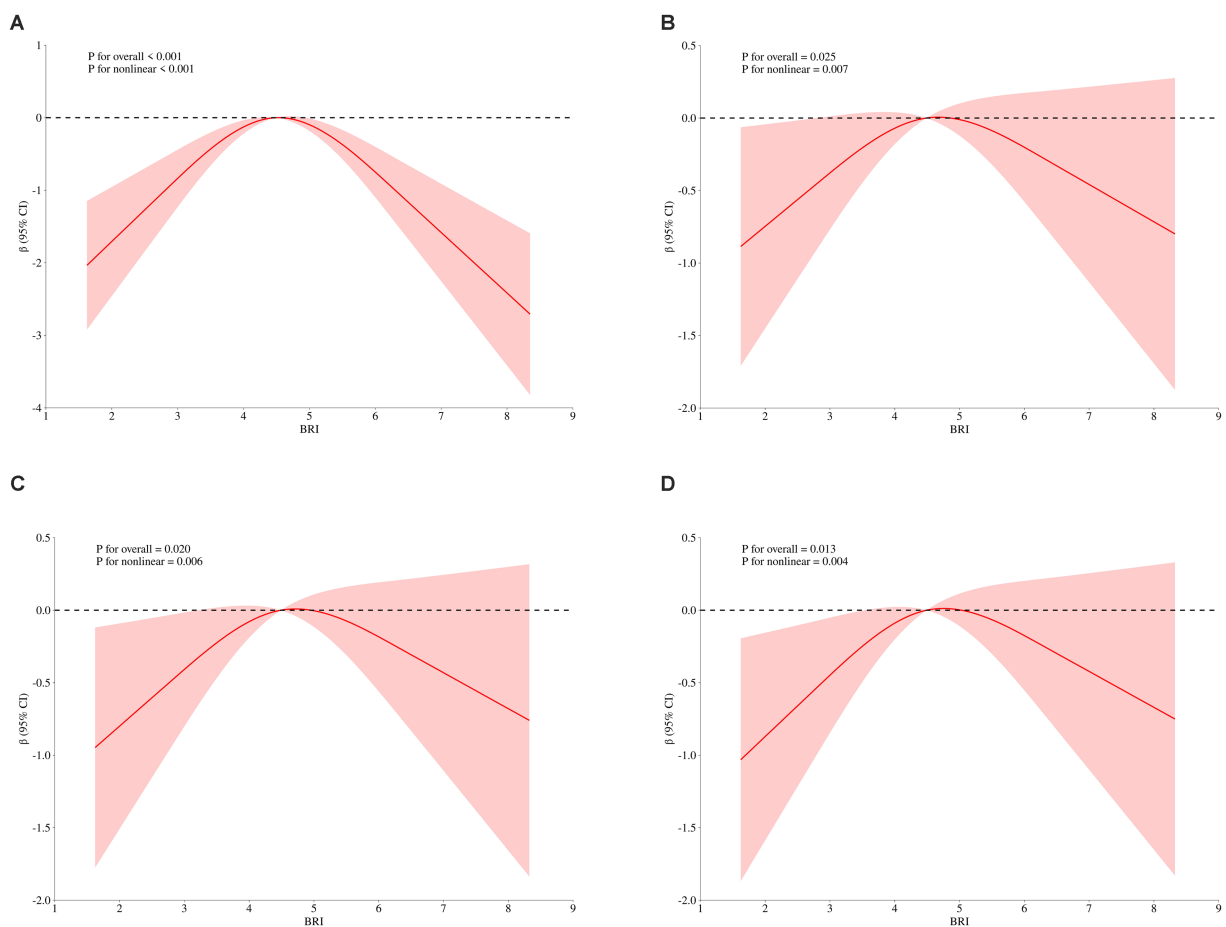 A
P for overall < 0.001
P for nonlinear < 0.001
1
0
-1
-2
-3
-4
β (95% CI)
1 2 3 4 5 6 7 8 9
BRI
B
P for overall = 0.025
P for nonlinear = 0.007
0.5
0.0
-0.5
-1.0
-1.5
-2.0
β (95% CI)
1 2 3 4 5 6 7 8 9
BRI
C
P for overall = 0.020
P for nonlinear = 0.006
0.5
0.0
-0.5
-1.0
-1.5
-2.0
β (95% CI)
1 2 3 4 5 6 7 8 9
BRI
D
P for overall = 0.013
P for nonlinear = 0.004
0.5
0.0
-0.5
-1.0
-1.5
-2.0
β (95% CI)
1 2 3 4 5 6 7 8 9
BRI